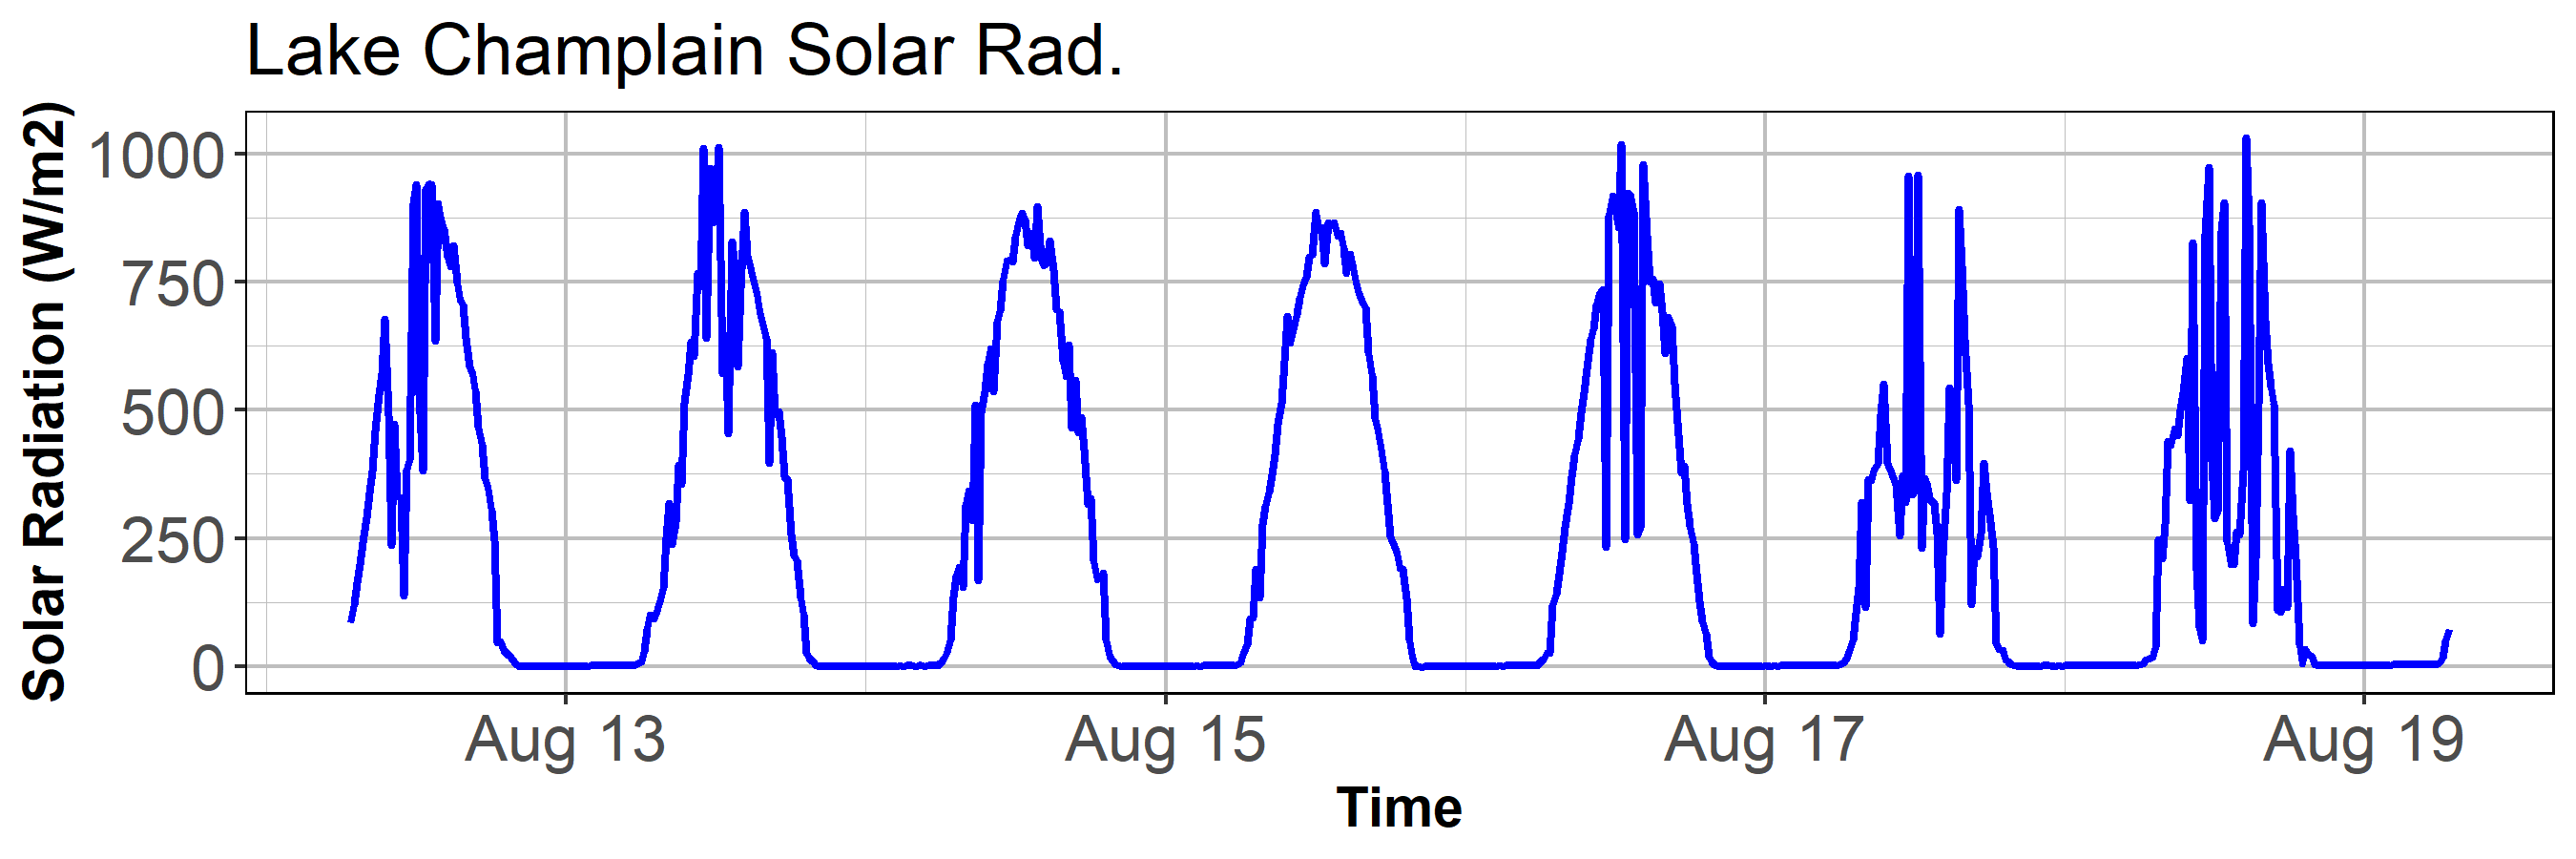 Lake Champlain Solar Rad.
Solar Radiation (W/m2)
1000
750
500
250
0
Aug 13 Aug 15 Aug 17 Aug 19
Time